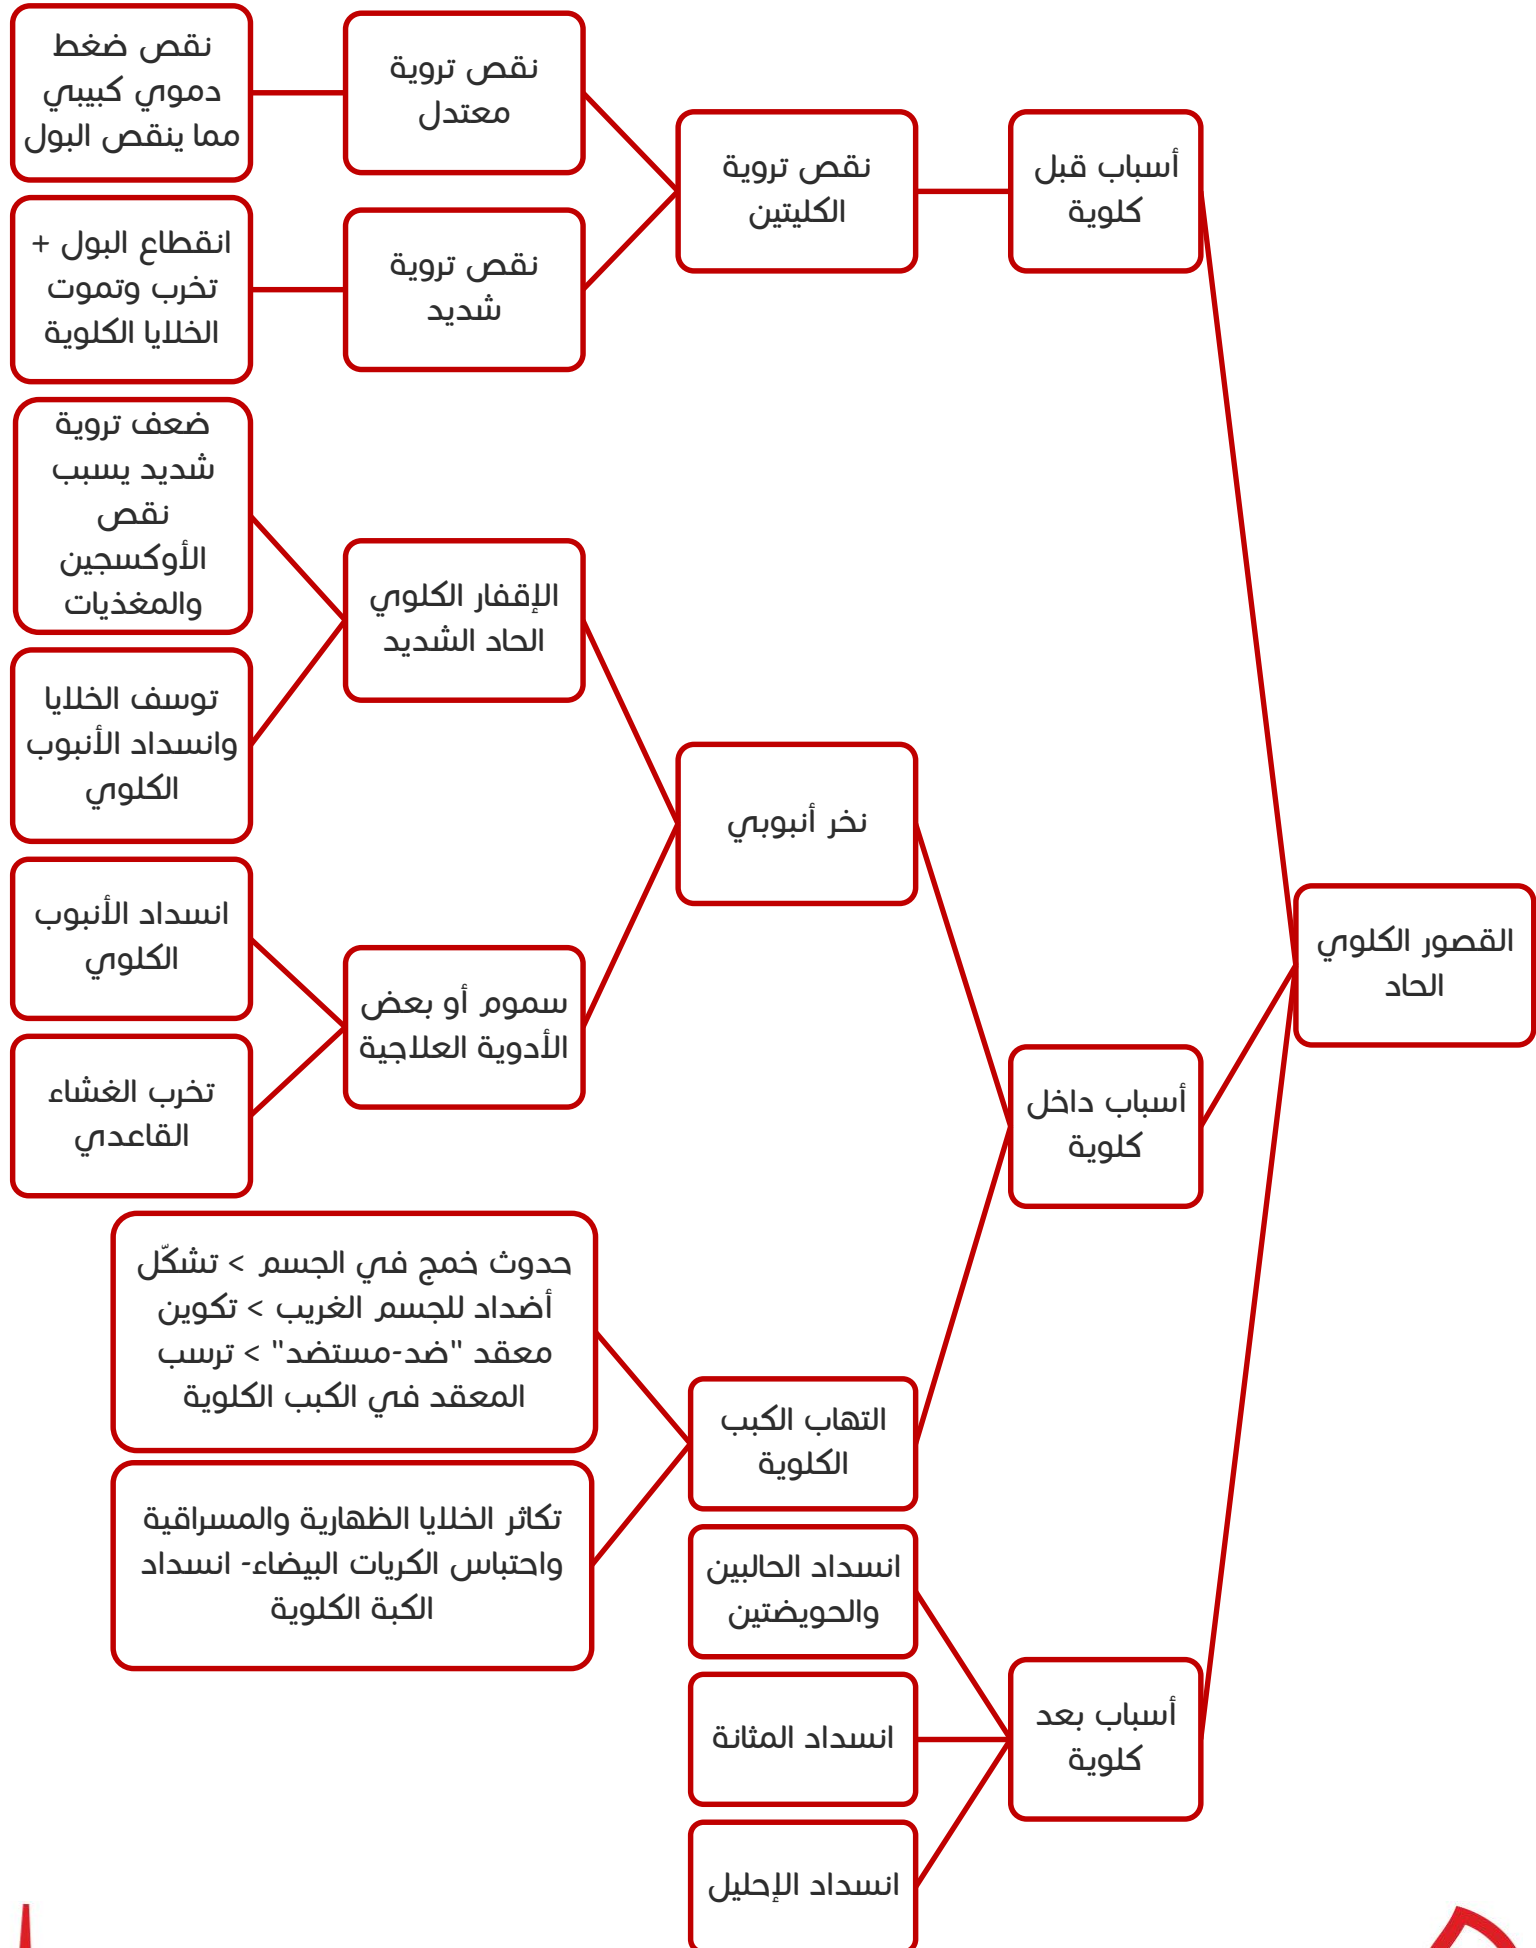 القصور الكلوي
الحاد
أسباب قبل
كلوية
نقص تروية
الكليتين
نقص تروية
معتدل
نقص ضغط
دموي كبيبي
مما ينقص البول
نقص تروية
شديد
انقطاع البول +
تخرب وتموت
الخلايا الكلوية
أسباب داخل
كلوية
نخر أنبوبي
الإقفار الكلوي
الحاد الشديد
ضعف تروية
شديد يسبب
نقص
الأوكسجين
والمغذيات
توسف الخلايا
وانسداد الأنبوب
الكلوي
سموم أو بعض
الأدوية العلاجية
انسداد الأنبوب
الكلوي
تخرب الغشاء
القاعدي
التهاب الكبب
الكلوية
حدوث خمج في الجسم > تشكّل
أضداد للجسم الغريب > تكوين
معقد "ضد-مستضد" > ترسب
المعقد في الكبب الكلوية
تكاثر الخلايا الظهارية والمسراقية
واحتباس الكريات البيضاء- انسداد
الكبة الكلوية
أسباب بعد
كلوية
انسداد الحالبين
والحويضتين
انسداد المثانة
انسداد الإحليل